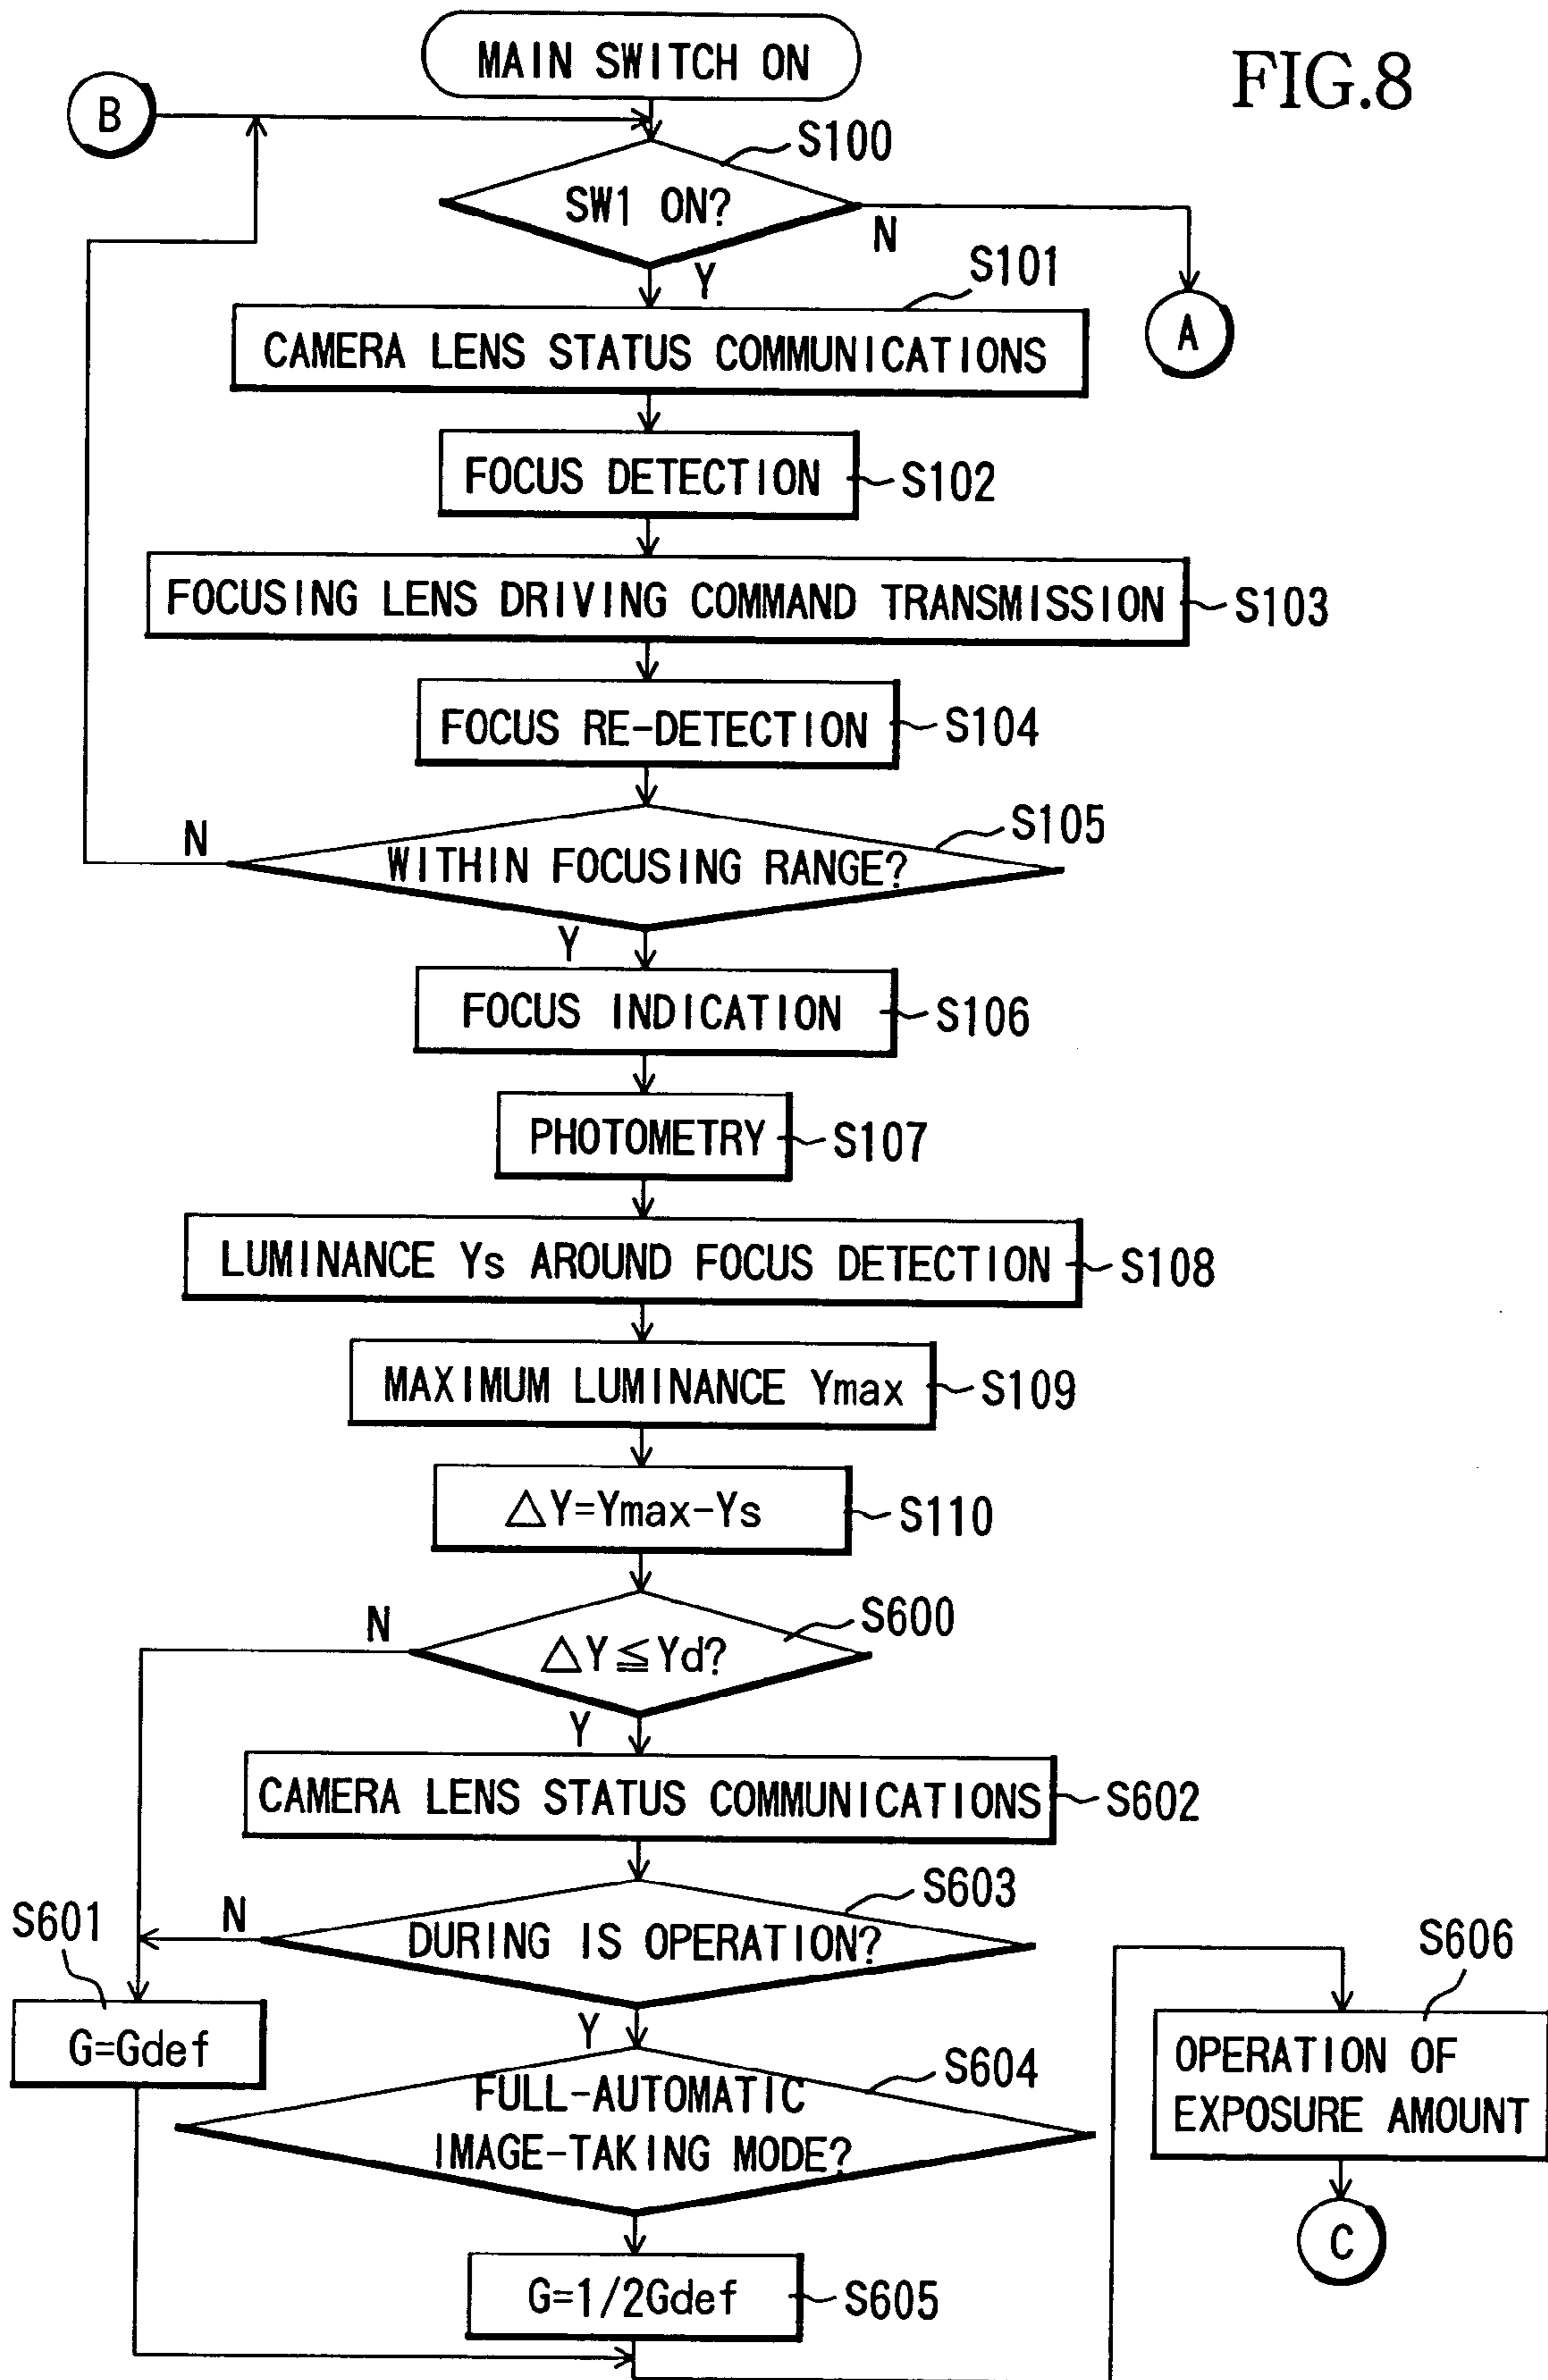 FIG.8
MAIN SWITCH ON
B
S100
SW1 ON?
N
Y
A
S101
CAMERA LENS STATUS COMMUNICATIONS
FOCUS DETECTION
S102
FOCUSING LENS DRIVING COMMAND TRANSMISSION
S103
FOCUS RE-DETECTION
S104
S105
N
WITHIN FOCUSING RANGE?
Y
FOCUS INDICATION
S106
PHOTOMETRY
S107
LUMINANCE Ys AROUND FOCUS DETECTION
S108
MAXIMUM LUMINANCE Ymax
S109
△Y=Ymax-Ys
S110
S600
N
△Y≦Yd?
Y
CAMERA LENS STATUS COMMUNICATIONS
S602
S603
N
DURING IS OPERATION?
Y
S601
G=Gdef
S604
FULL-AUTOMATIC
IMAGE-TAKING MODE?
G=1/2Gdef
S605
S606
OPERATION OF
EXPOSURE AMOUNT
C